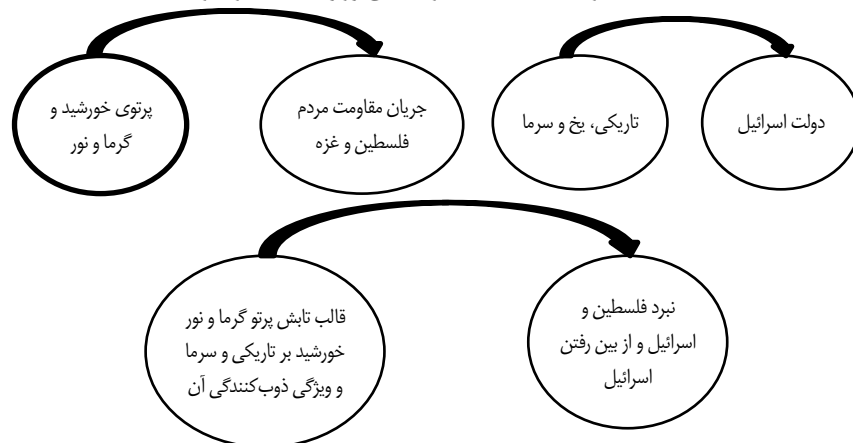 دولت اسرائیل
تاریکی، یخ و سرما
جریان مقاومت مردم
فلسطین و غزه
پرتوی خورشید و
گرما و نور
نبرد فلسطین و
اسرائیل و از بین رفتن
اسرائیل
قالب تابش پرتو گرما و نور
خورشید بر تاریکی و سرما
و ویژگی ذوب‌کنندگی آن